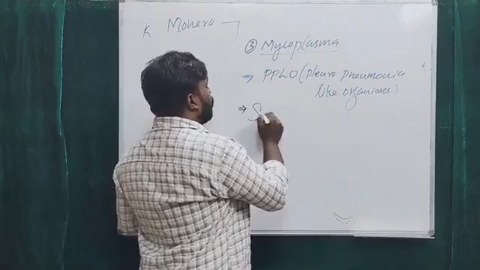 K. Monera →
③ Mycoplasma
⇒ PPLO (Pleuro Pneumonia
like organisms)
⇒ S